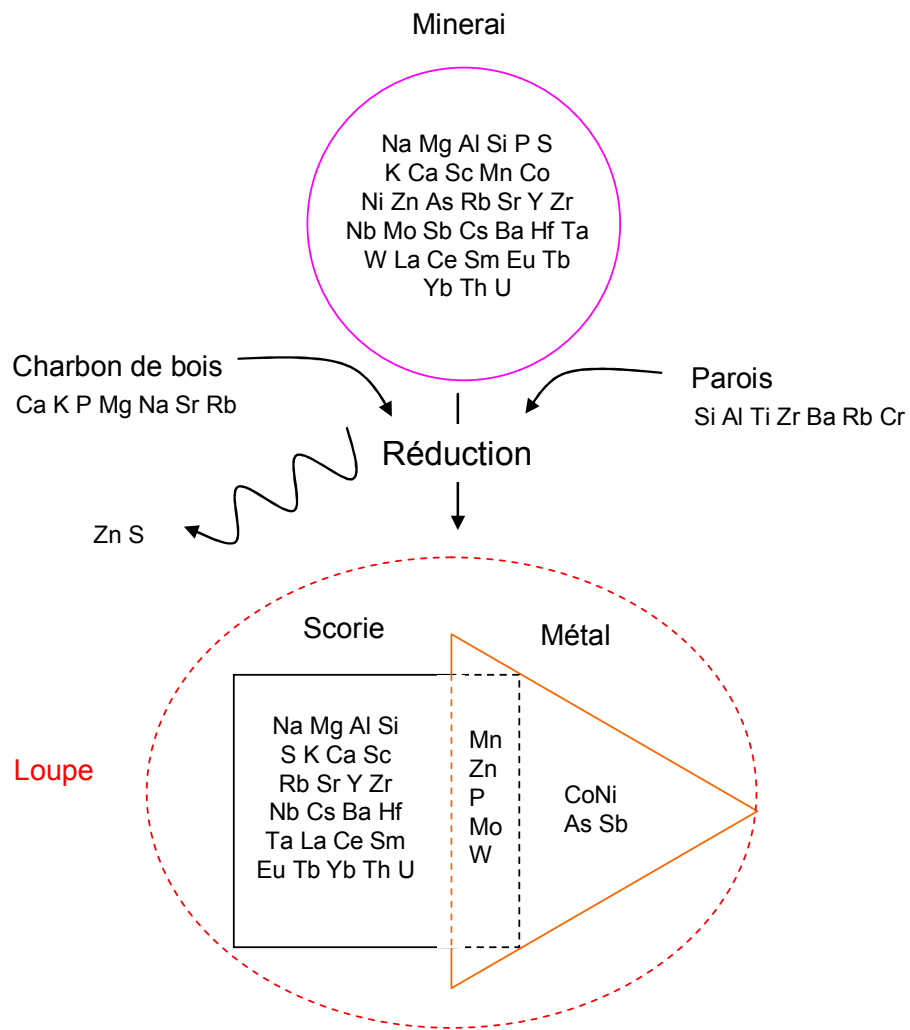 Minerai
Na Mg Al Si P S
K Ca Sc Mn Co
Ni Zn As Rb Sr Y Zr
Nb Mo Sb Cs Ba Hf Ta
W La Ce Sm Eu Tb
Yb Th U
Charbon de bois
Ca K P Mg Na Sr Rb
Parois
Si Al Ti Zr Ba Rb Cr
Réduction
Zn S
Scorie
Métal
Loupe
Na Mg Al Si
S K Ca Sc
Rb Sr Y Zr
Nb Cs Ba Hf
Ta La Ce Sm
Eu Tb Yb Th U
Mn
Zn
P
Mo
W
CoNi
As Sb